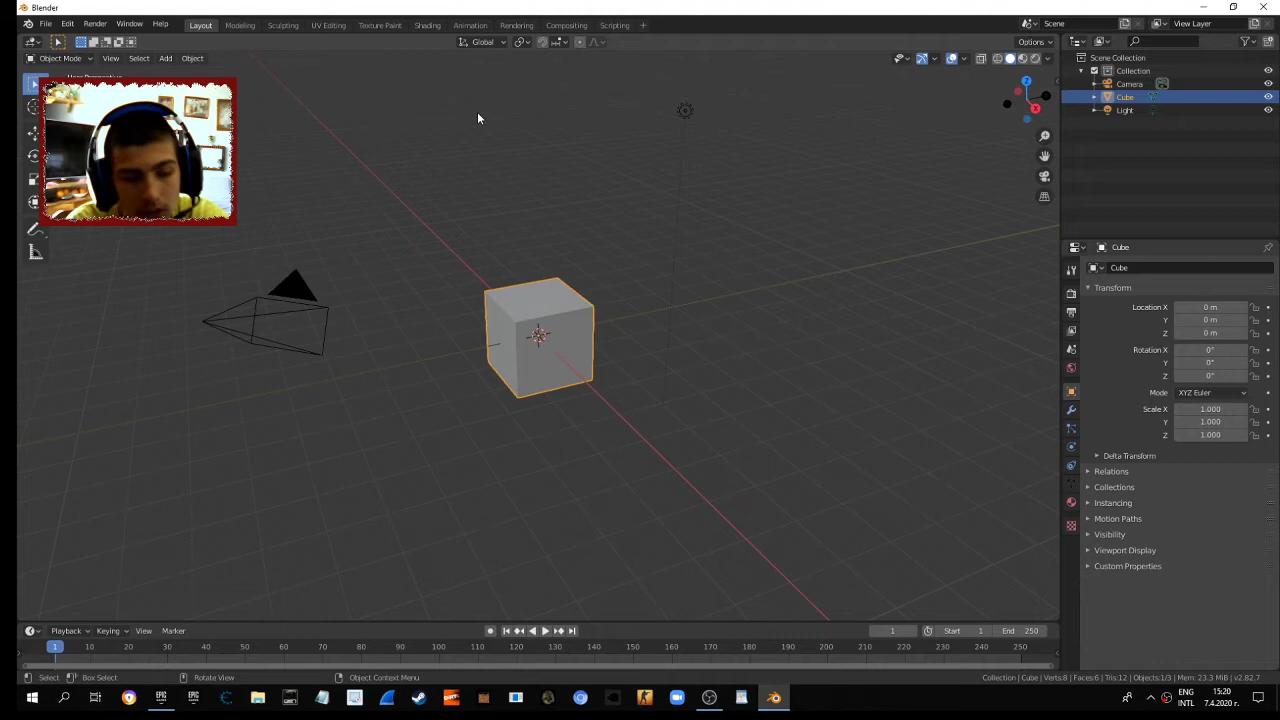 Blender
File Edit Render Window Help Layout Modeling Sculpting UV Editing Texture Paint Shading Animation Rendering Compositing Scripting + Scene View Layer
Global Options
Object Mode View Select Add Object
Scene Collection
Collection
Camera
Cube
Light
Z
X
Cube
Cube
Transform
Location X 0 m
Y 0 m
Z 0 m
Rotation X 0°
Y 0°
Z 0°
Mode XYZ Euler
Scale X 1.000
Y 1.000
Z 1.000
Delta Transform
Relations
Collections
Instancing
Motion Paths
Visibility
Viewport Display
Custom Properties
Playback Keying View Marker 1 Start 1 End 250
1 10 20 30 40 50 60 70 80 90 100 110 120 130 140 150 160 170 180 190 200 210 220 230 240 250
Select Box Select Rotate View Object Context Menu Collection | Cube | Verts:8 | Faces:6 | Tris:12 | Objects:1/3 | Mem: 23.3 MiB | v2.82.7
EPIC GAMES EPIC GAMES ENG INTL 15:20 7.4.2020 г.